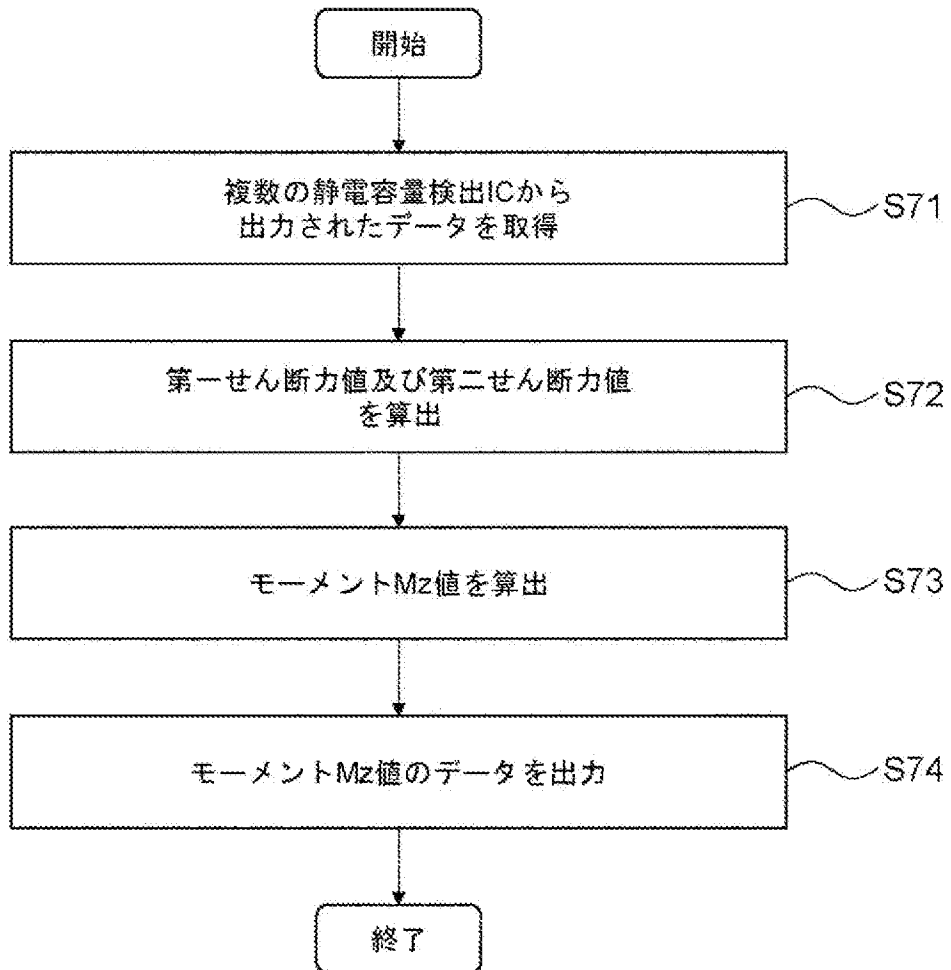 開始
複数の静電容量検出ICから
出力されたデータを取得
S71
第一せん断力値及び第二せん断力値
を算出
S72
モーメントMz値を算出
S73
モーメントMz値のデータを出力
S74
終了